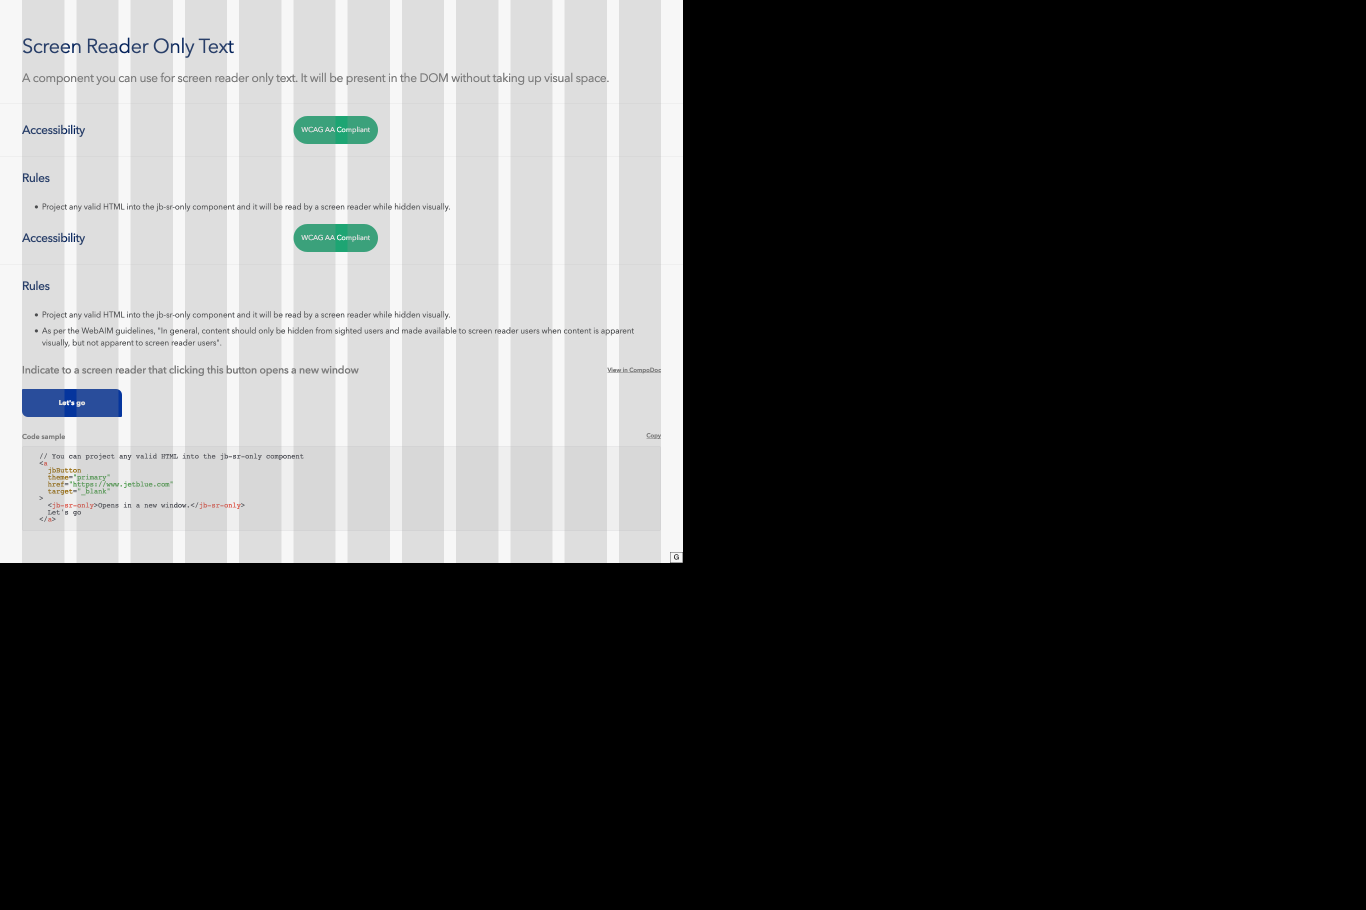 Screen Reader Only Text
A component you can use for screen reader only text. It will be present in the DOM without taking up visual space.
Accessibility
WCAG AA Compliant
Rules
• Project any valid HTML into the jb-sr-only component and it will be read by a screen reader while hidden visually.
Accessibility
WCAG AA Compliant
Rules
• Project any valid HTML into the jb-sr-only component and it will be read by a screen reader while hidden visually.
• As per the WebAIM guidelines, "In general, content should only be hidden from sighted users and made available to screen reader users when content is apparent
visually, but not apparent to screen reader users".
Indicate to a screen reader that clicking this button opens a new window
View in CompoDoc
Let's go
Code sample
Copy
// You can project any valid HTML into the jb-sr-only component
<a
jbButton
theme="primary"
href="https://www.jetblue.com"
target="_blank"
>
<jb-sr-only>Opens in a new window.</jb-sr-only>
Let's go
</a>
G